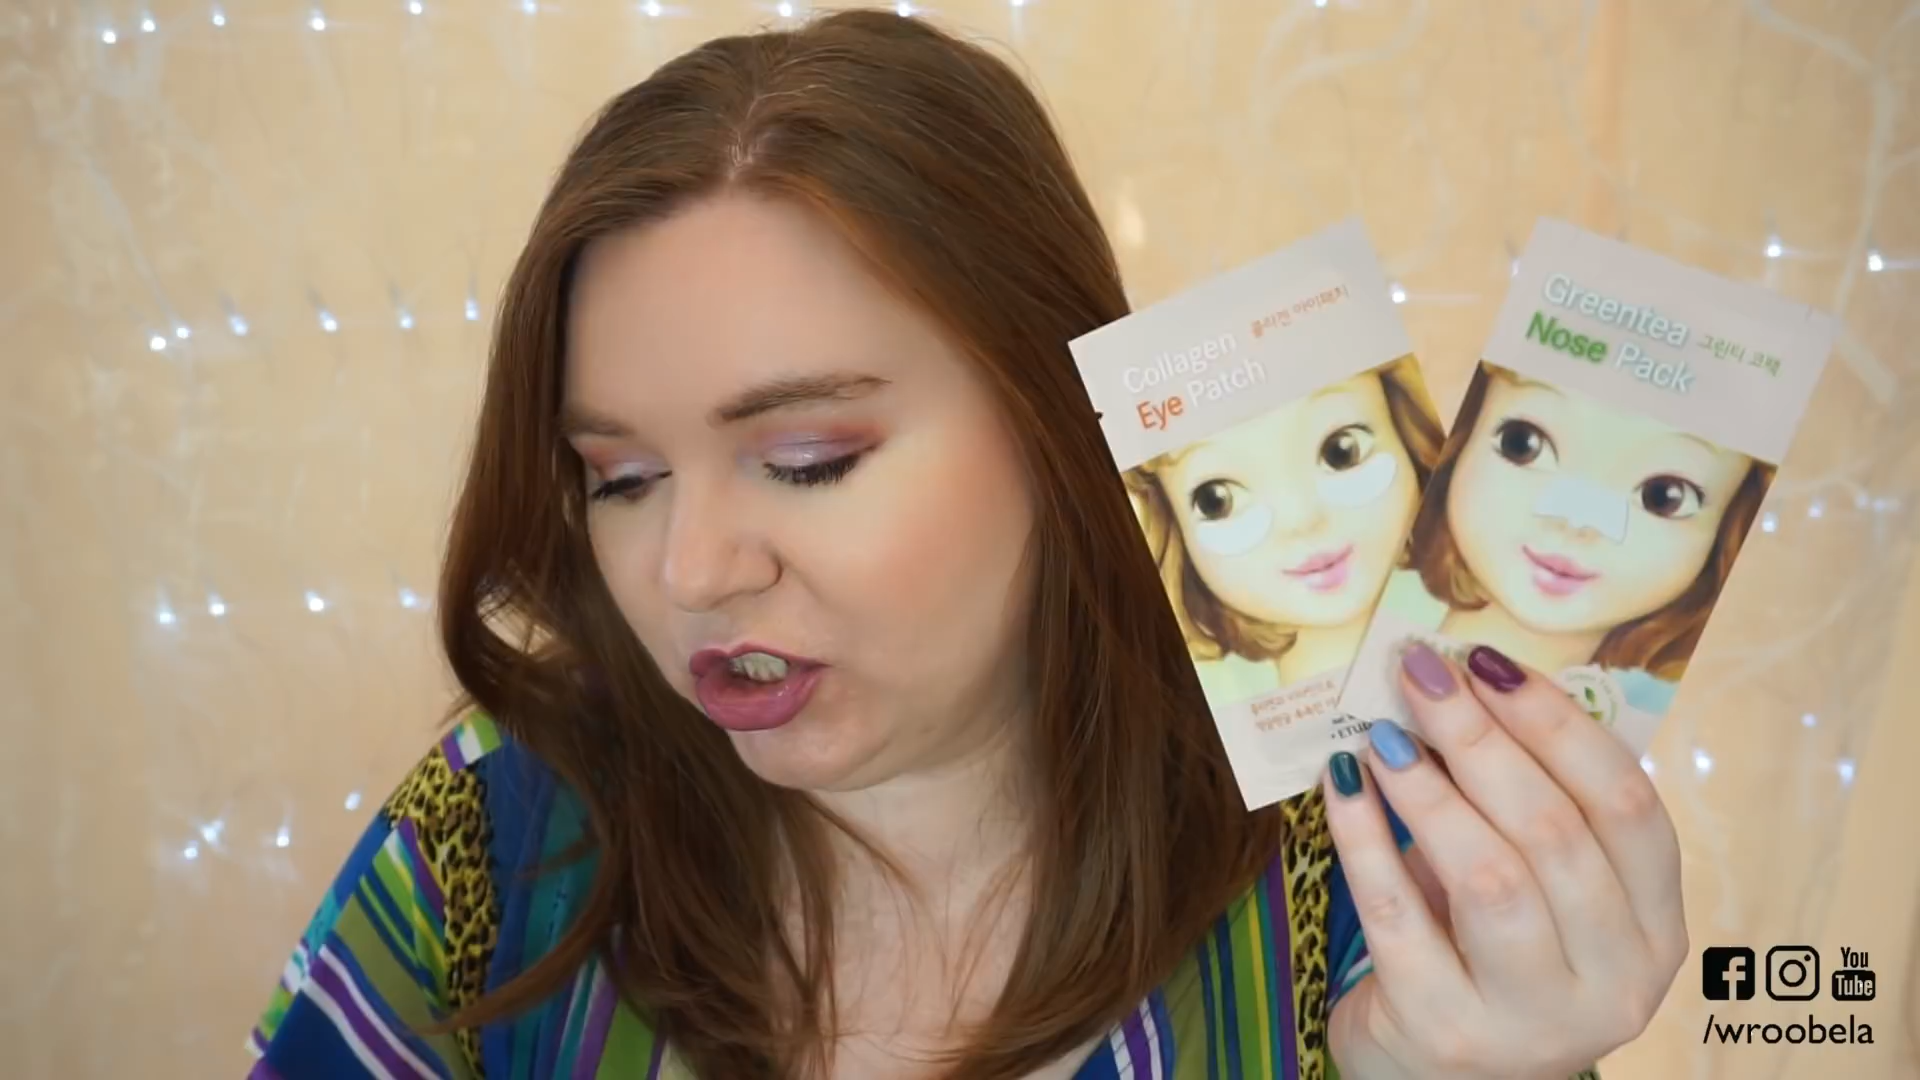 Collagen 콜라겐 아이패치
Eye Patch
Greentea
Nose Pack 그린티 코팩
ETUD
You
Tube
/wroobela